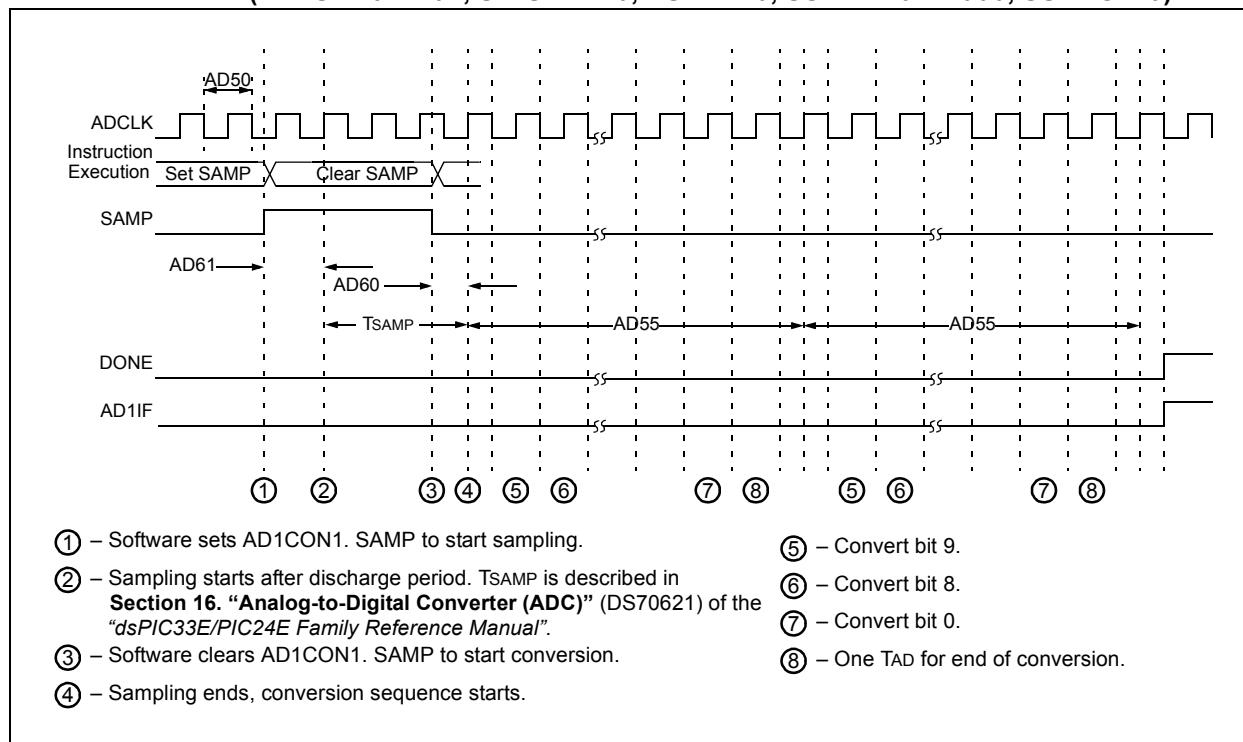 AD50
ADCLK
Instruction
Execution Set SAMP Clear SAMP
SAMP
AD61
AD60
TSAMP AD55 AD55
DONE
AD1IF
1 2 3 4 5 6 7 8 5 6 7 8
1 – Software sets AD1CON1. SAMP to start sampling.
2 – Sampling starts after discharge period. TSAMP is described in
Section 16. “Analog-to-Digital Converter (ADC)” (DS70621) of the
“dsPIC33E/PIC24E Family Reference Manual”.
3 – Software clears AD1CON1. SAMP to start conversion.
4 – Sampling ends, conversion sequence starts.
5 – Convert bit 9.
6 – Convert bit 8.
7 – Convert bit 0.
8 – One TAD for end of conversion.